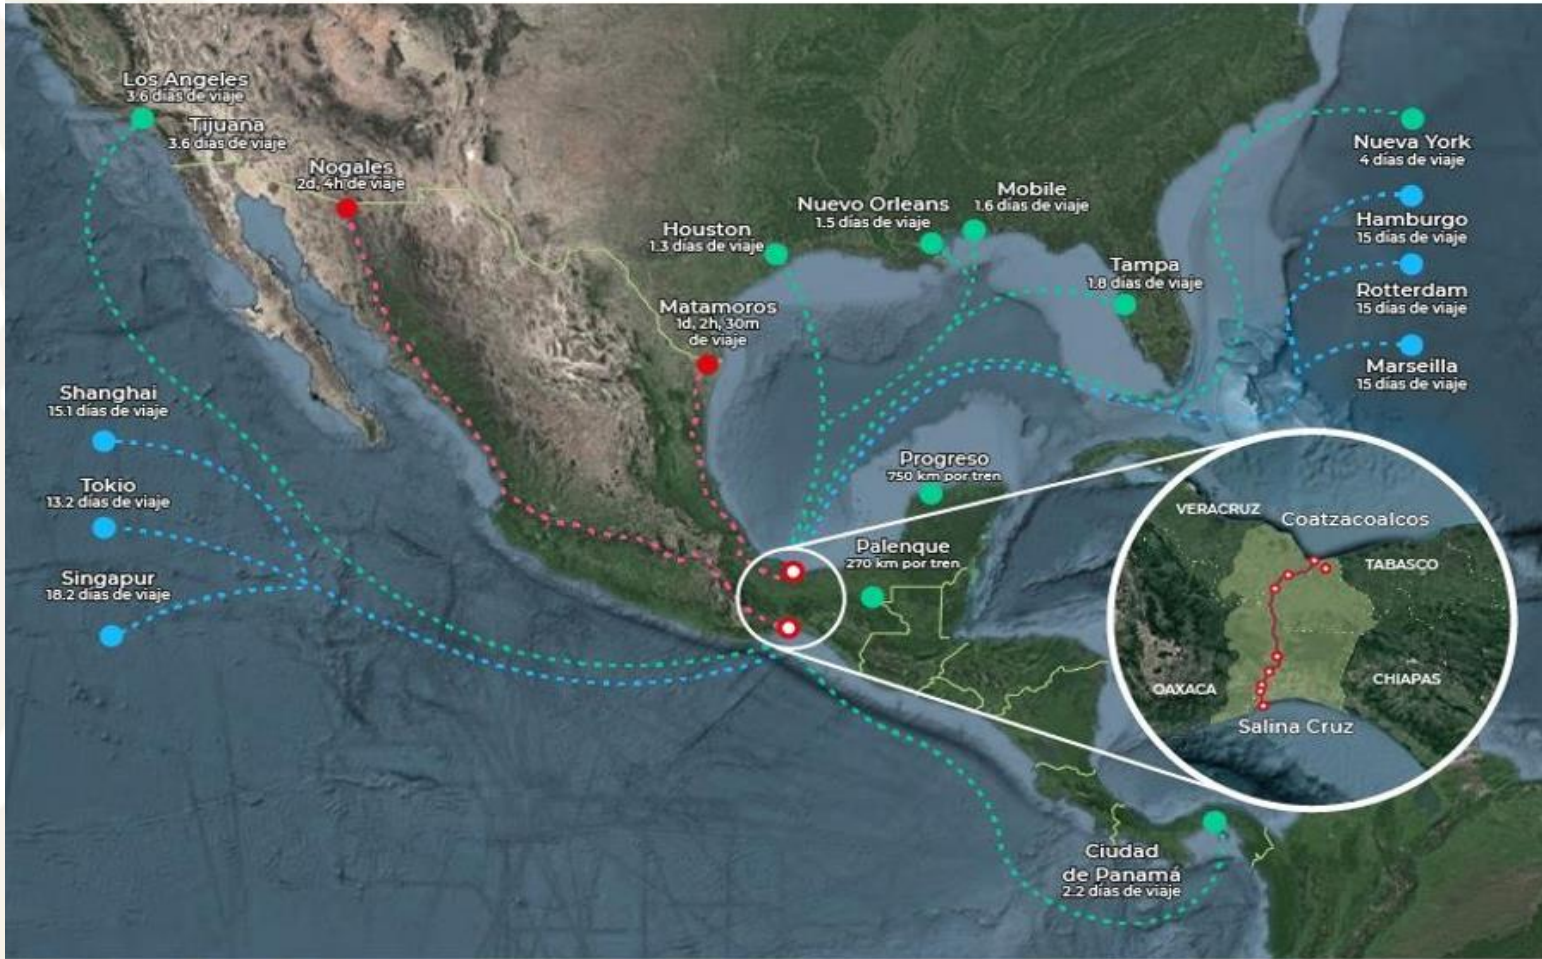 Los Angeles
3.6 días de viaje
Tijuana
3.6 días de viaje
Nogales
2d, 4h de viaje
Houston
1.3 días de viaje
Nuevo Orleans
1.5 días de viaje
Mobile
1.6 días de viaje
Tampa
1.8 días de viaje
Matamoros
1d, 2h, 30m
de viaje
Nueva York
4 días de viaje
Hamburgo
15 días de viaje
Rotterdam
15 días de viaje
Marseilla
15 días de viaje
Shanghai
15.1 días de viaje
Tokio
13.2 días de viaje
Singapur
18.2 días de viaje
Progreso
750 km por tren
Palenque
270 km por tren
VERACRUZ
Coatzacoalcos
TABASCO
OAXACA
CHIAPAS
Salina Cruz
Ciudad
de Panamá
2.2 días de viaje